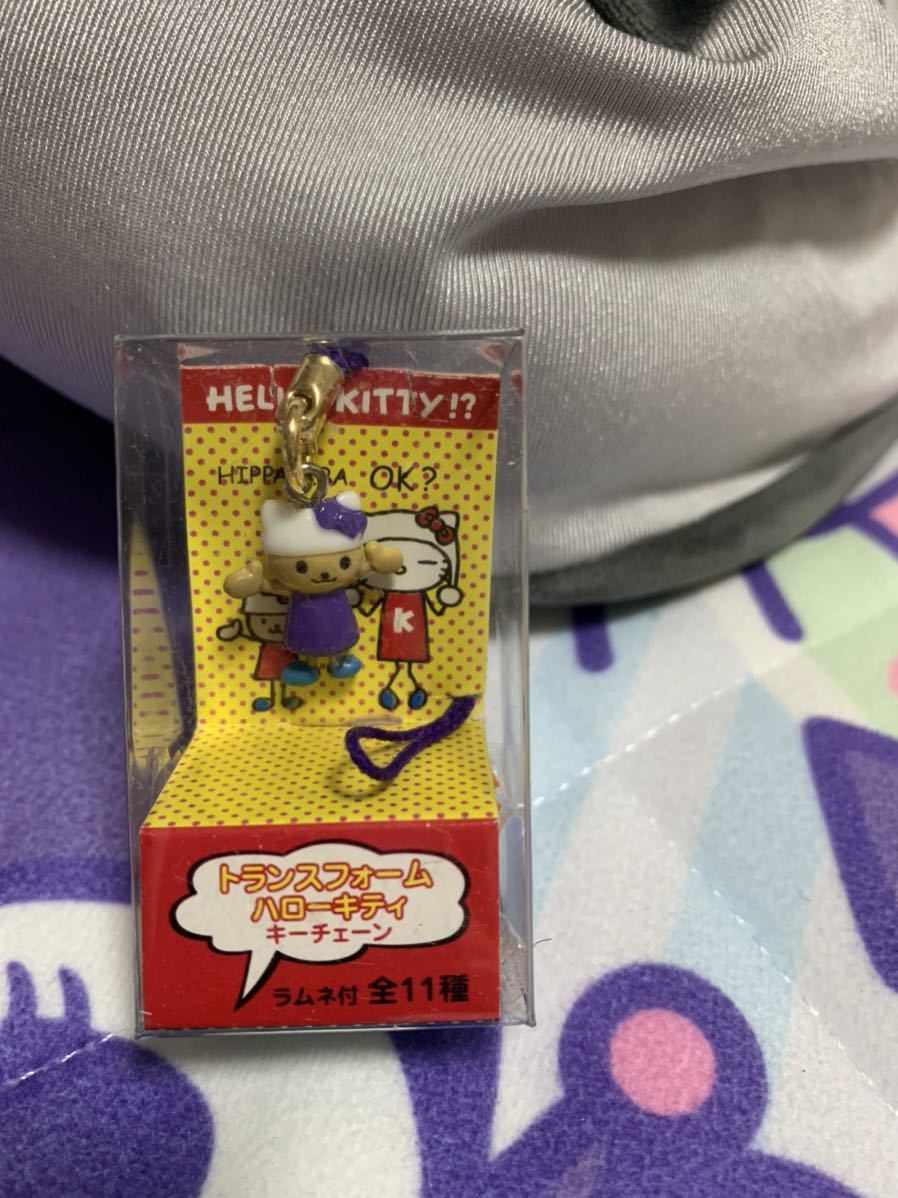 KITTY!?
OK?
K
トランスフォーム
ハローキティ
キーチェーン
ラムネ付 全11種